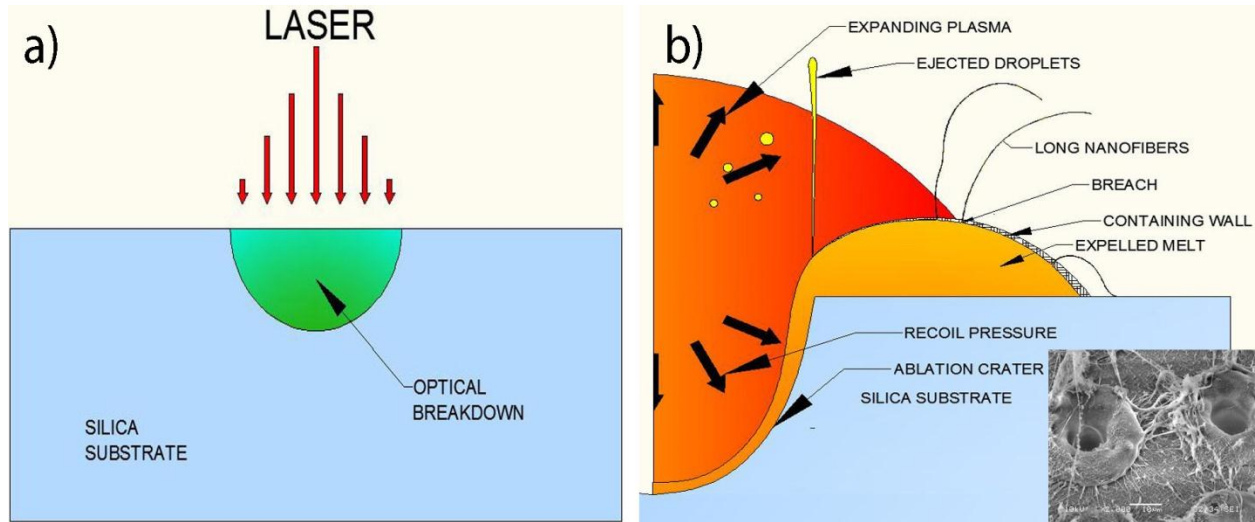 a)
LASER
OPTICAL
BREAKDOWN
SILICA
SUBSTRATE
b)
EXPANDING PLASMA
EJECTED DROPLETS
LONG NANOFIBERS
BREACH
CONTAINING WALL
EXPELLED MELT
RECOIL PRESSURE
ABLATION CRATER
SILICA SUBSTRATE
10µm